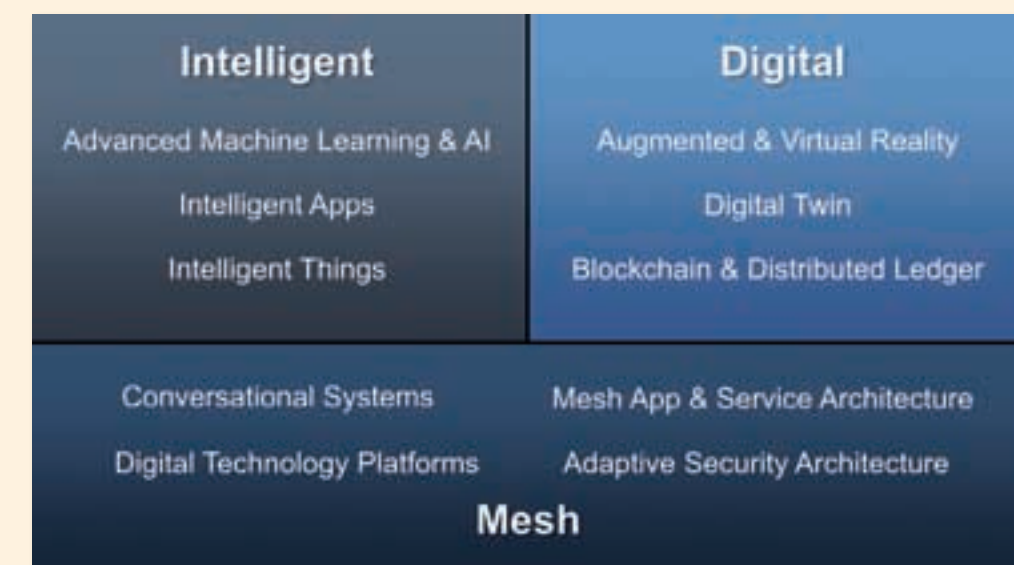 Intelligent
Advanced Machine Learning & AI
Intelligent Apps
Intelligent Things
Digital
Augmented & Virtual Reality
Digital Twin
Blockchain & Distributed Ledger
Conversational Systems
Mesh App & Service Architecture
Digital Technology Platforms
Adaptive Security Architecture
Mesh